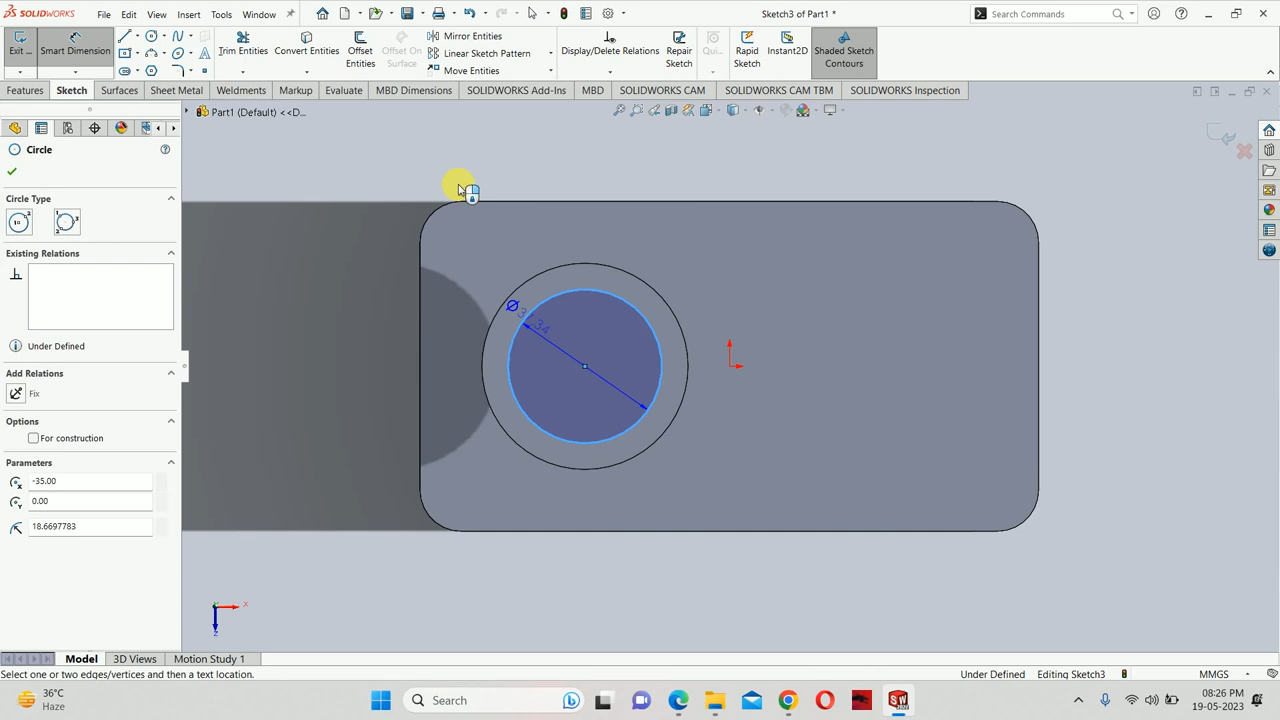 SOLIDWORKS File Edit View Insert Tools Window Sketch3 of Part1 * Search Commands
Exit ... Smart Dimension Trim Entities Convert Entities Offset Entities Offset On Surface Mirror Entities Linear Sketch Pattern Move Entities Display/Delete Relations Repair Sketch Qui... Rapid Sketch Instant2D Shaded Sketch Contours
Features Sketch Surfaces Sheet Metal Weldments Markup Evaluate MBD Dimensions SOLIDWORKS Add-Ins MBD SOLIDWORKS CAM SOLIDWORKS CAM TBM SOLIDWORKS Inspection
Part1 (Default) <<D...
Circle
Circle Type
Existing Relations
Under Defined
Add Relations
Fix
Options
For construction
Parameters
-35.00
0.00
18.6697783
Ø 37.34
X
Z
Model 3D Views Motion Study 1
Select one or two edges/vertices and then a text location. Under Defined Editing Sketch3 MMGS
36°C
Haze
Search
08:26 PM
19-05-2023